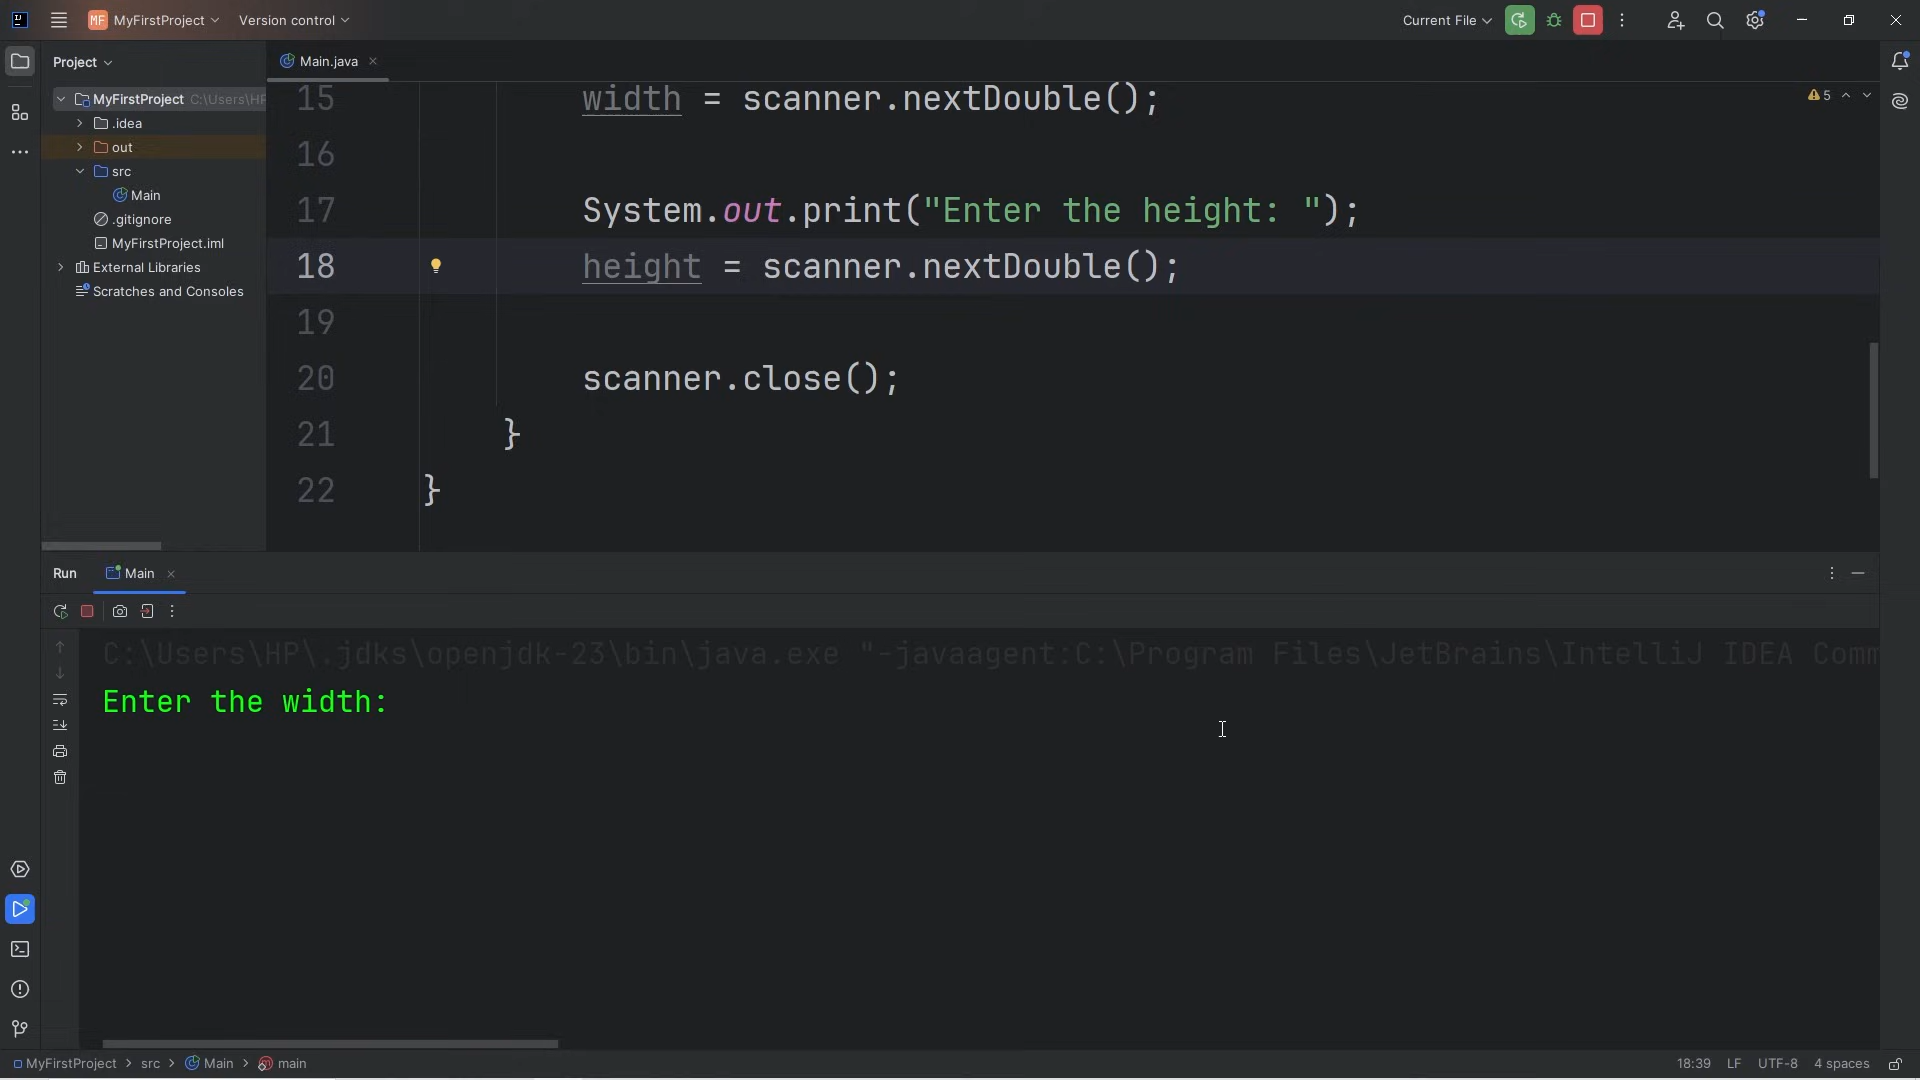 MF MyFirstProject Version control Current File
Project
Main.java
MyFirstProject C:\Users\HP
.idea
out
src
Main
.gitignore
MyFirstProject.iml
External Libraries
Scratches and Consoles
5
15 width = scanner.nextDouble();
16
17 System.out.print("Enter the height: ");
18 height = scanner.nextDouble();
19
20 scanner.close();
21 }
22 }
Run Main
C:\Users\HP\.jdks\openjdk-23\bin\java.exe "-javaagent:C:\Program Files\JetBrains\IntelliJ IDEA Comm
Enter the width:
MyFirstProject src Main main 18:39 LF UTF-8 4 spaces